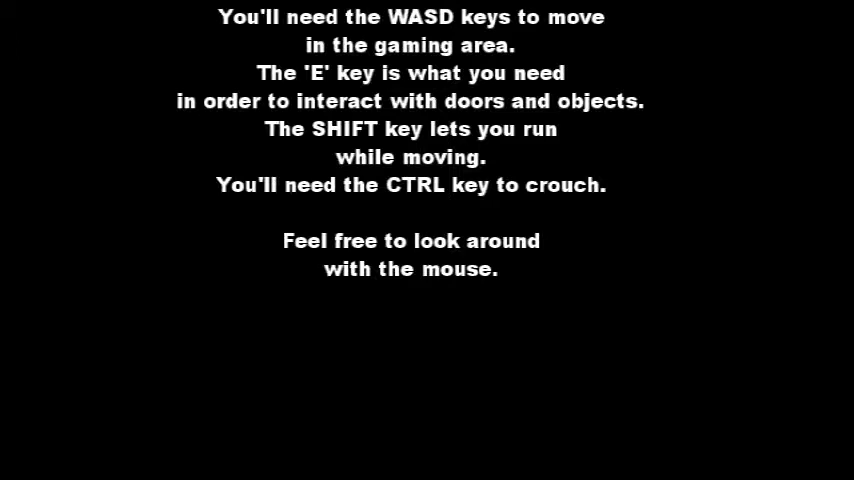 You'll need the WASD keys to move
in the gaming area.
The 'E' key is what you need
in order to interact with doors and objects.
The SHIFT key lets you run
while moving.
You'll need the CTRL key to crouch.
Feel free to look around
with the mouse.